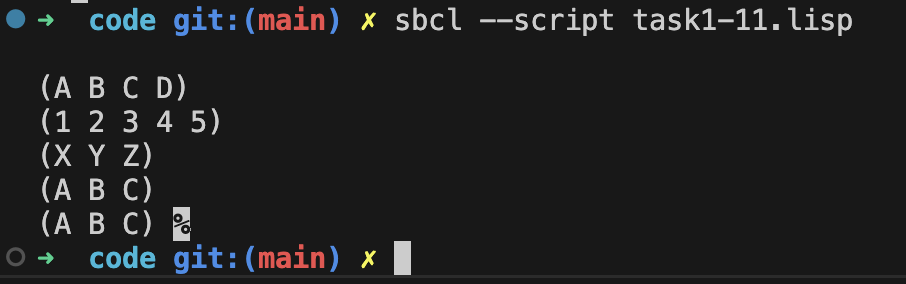 ➜ code git:(main) ✗ sbcl --script task1-11.lisp
(A B C D)
(1 2 3 4 5)
(X Y Z)
(A B C)
(A B C) %
➜ code git:(main) ✗